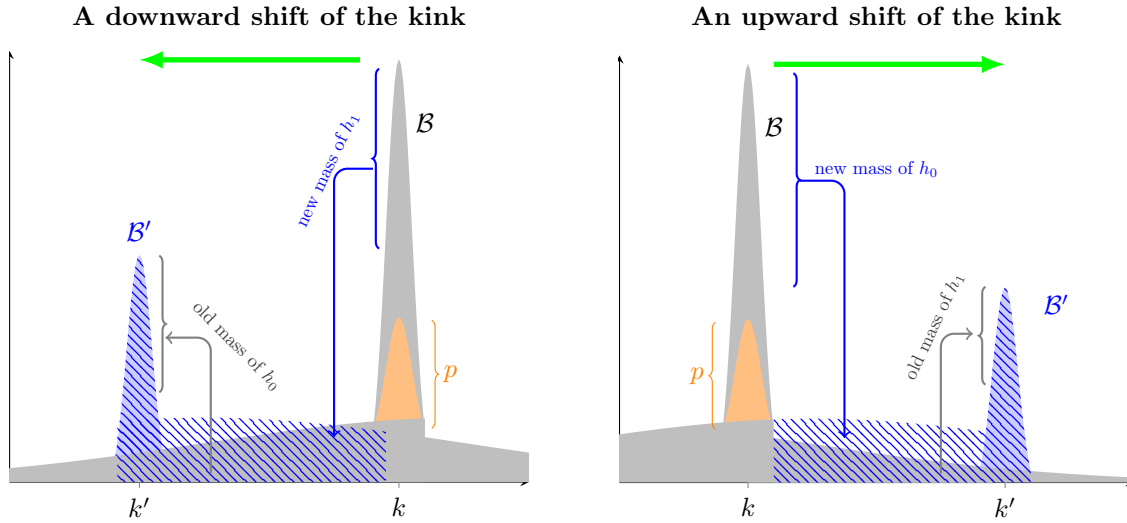 A downward shift of the kink
new mass of h₁
ℬ
ℬ′
old mass of h₀
p
k′
k
An upward shift of the kink
ℬ
new mass of h₀
old mass of h₁
ℬ′
p
k
k′